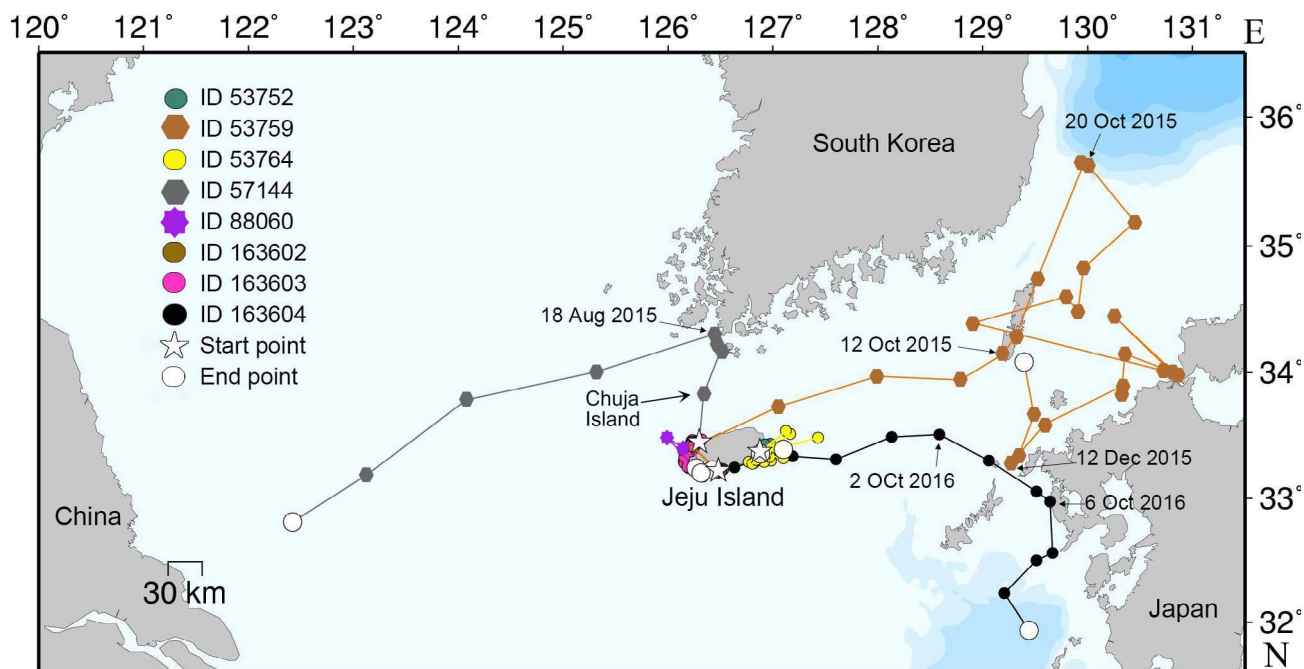 120° 121° 122° 123° 124° 125° 126° 127° 128° 129° 130° 131° E
ID 53752
ID 53759
ID 53764
ID 57144
ID 88060
ID 163602
ID 163603
ID 163604
Start point
End point
South Korea
20 Oct 2015
36°
35°
18 Aug 2015
12 Oct 2015
34°
Chuja
Island
12 Dec 2015
2 OCt 2016
Jeju Island
6 Oct 2016
33°
China
30 km
Japan
32°
N